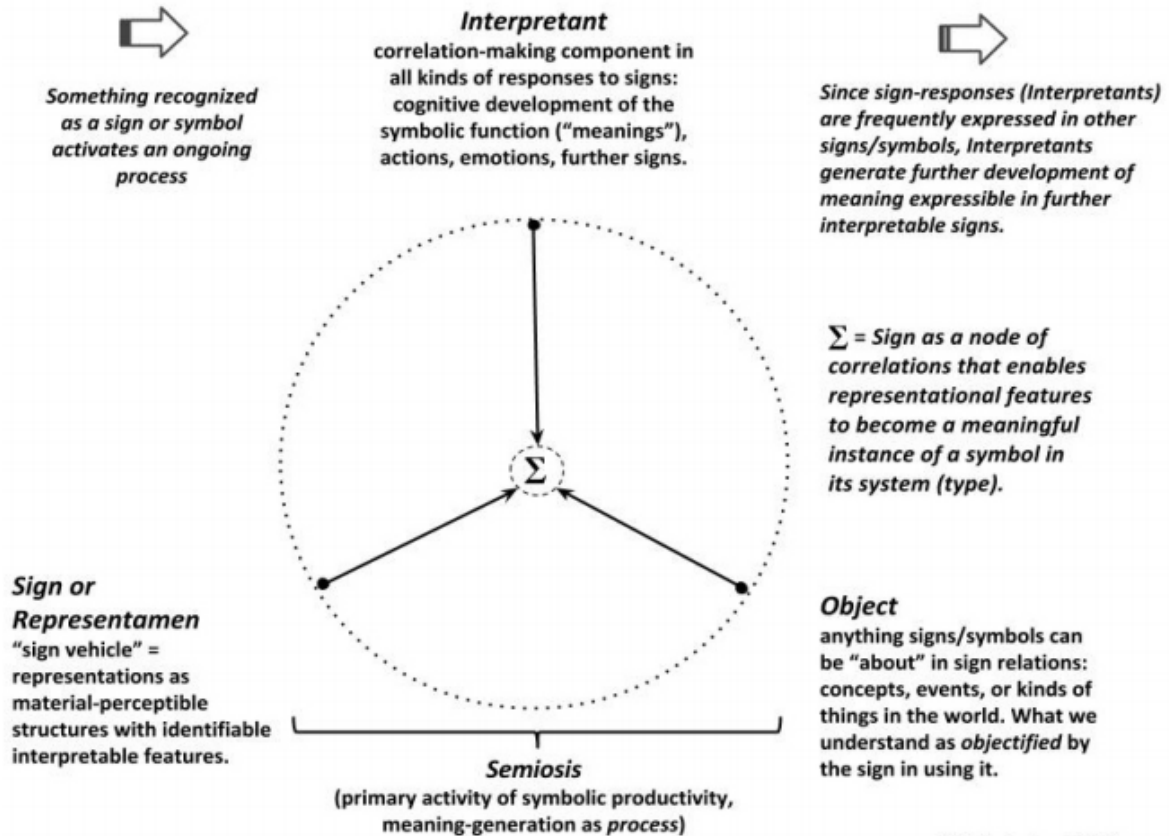 Interpretant
correlation-making component in
all kinds of responses to signs:
cognitive development of the
symbolic function (“meanings”),
actions, emotions, further signs.
Something recognized
as a sign or symbol
activates an ongoing
process
Since sign-responses (Interpretants)
are frequently expressed in other
signs/symbols, Interpretants
generate further development of
meaning expressible in further
interpretable signs.
Σ = Sign as a node of
correlations that enables
representational features
to become a meaningful
instance of a symbol in
its system (type).
Σ
Sign or
Representamen
“sign vehicle” =
representations as
material-perceptible
structures with identifiable
interpretable features.
Object
anything signs/symbols can
be “about” in sign relations:
concepts, events, or kinds of
things in the world. What we
understand as objectified by
the sign in using it.
Semiosis
(primary activity of symbolic productivity,
meaning-generation as process)